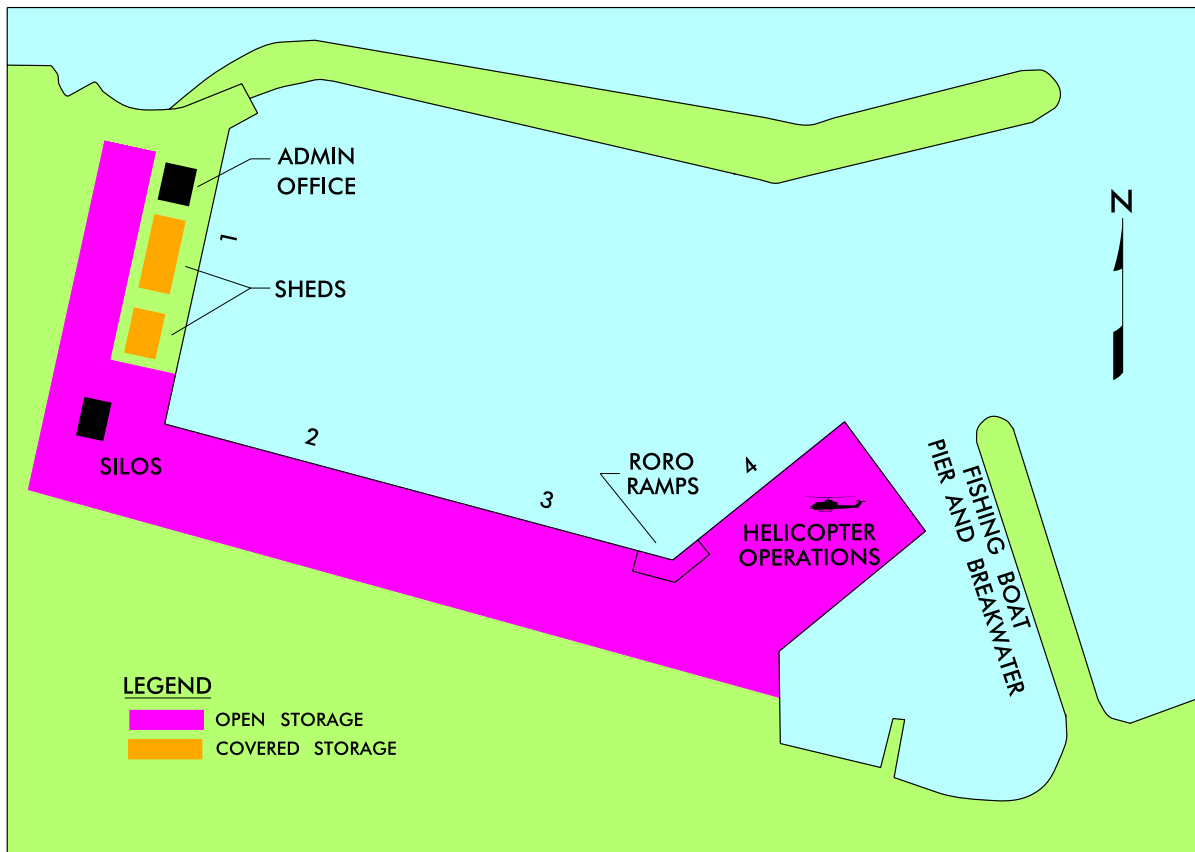 ADMIN
OFFICE
N
1
SHEDS
2
3
4
RORO
RAMPS
SILOS
HELICOPTER
OPERATIONS
FISHING BOAT
PIER AND BREAKWATER
LEGEND
OPEN STORAGE
COVERED STORAGE